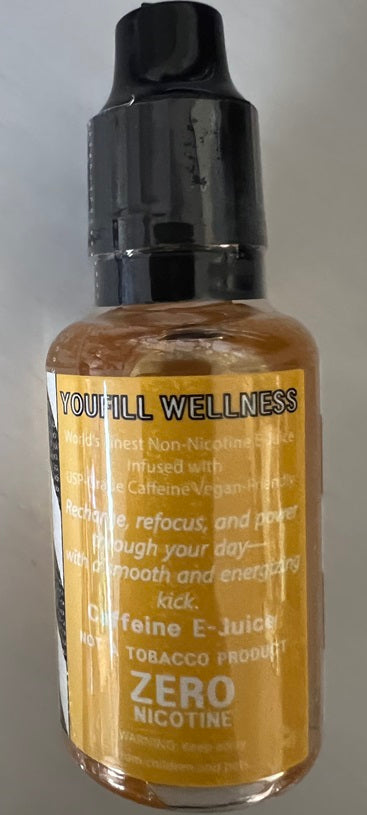 YOUFILL WELLNESS
World's Finest Non-Nicotine E-Juice
Infused with
USP-Grade Caffeine Vegan-Friendly
Recharge, refocus, and power
through your day—
with a smooth and energizing
kick.
Caffeine E-Juice
NOT A TOBACCO PRODUCT
ZERO
NICOTINE
WARNING: Keep away
from children and pets.